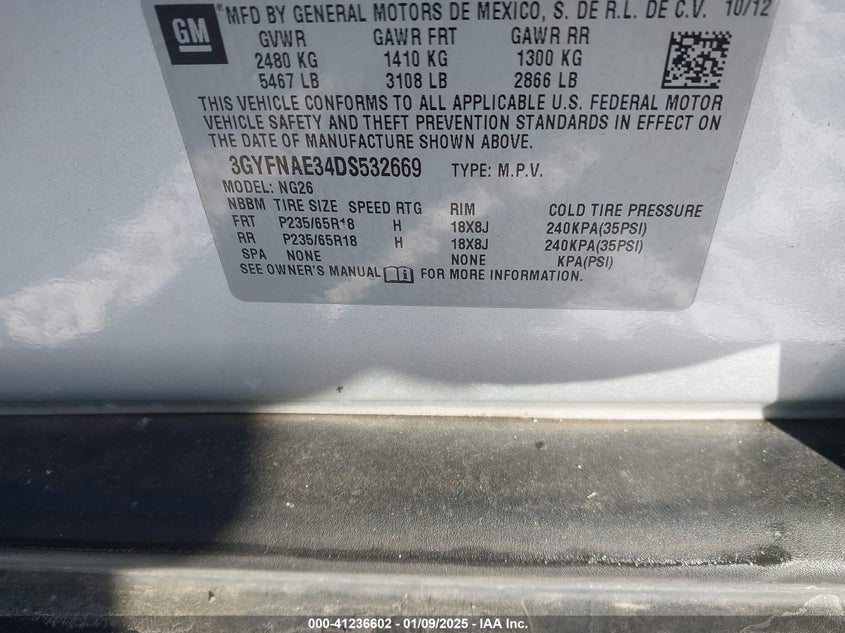 GM
® MFD BY GENERAL MOTORS DE MEXICO, S. DE R.L. DE C.V. 10/12
GVWR GAWR FRT GAWR RR
2480 KG 1410 KG 1300 KG
5467 LB 3108 LB 2866 LB
THIS VEHICLE CONFORMS TO ALL APPLICABLE U.S. FEDERAL MOTOR
VEHICLE SAFETY AND THEFT PREVENTION STANDARDS IN EFFECT ON
THE DATE OF MANUFACTURE SHOWN ABOVE.
3GYFNAE34DS532669 TYPE: M.P.V.
MODEL: NG26
NBBM TIRE SIZE SPEED RTG RIM COLD TIRE PRESSURE
FRT P235/65R18 H 18X8J 240KPA(35PSI)
RR P235/65R18 H 18X8J 240KPA(35PSI)
SPA NONE NONE KPA(PSI)
SEE OWNER'S MANUAL FOR MORE INFORMATION.
000-41236602 - 01/09/2025 - IAA Inc.